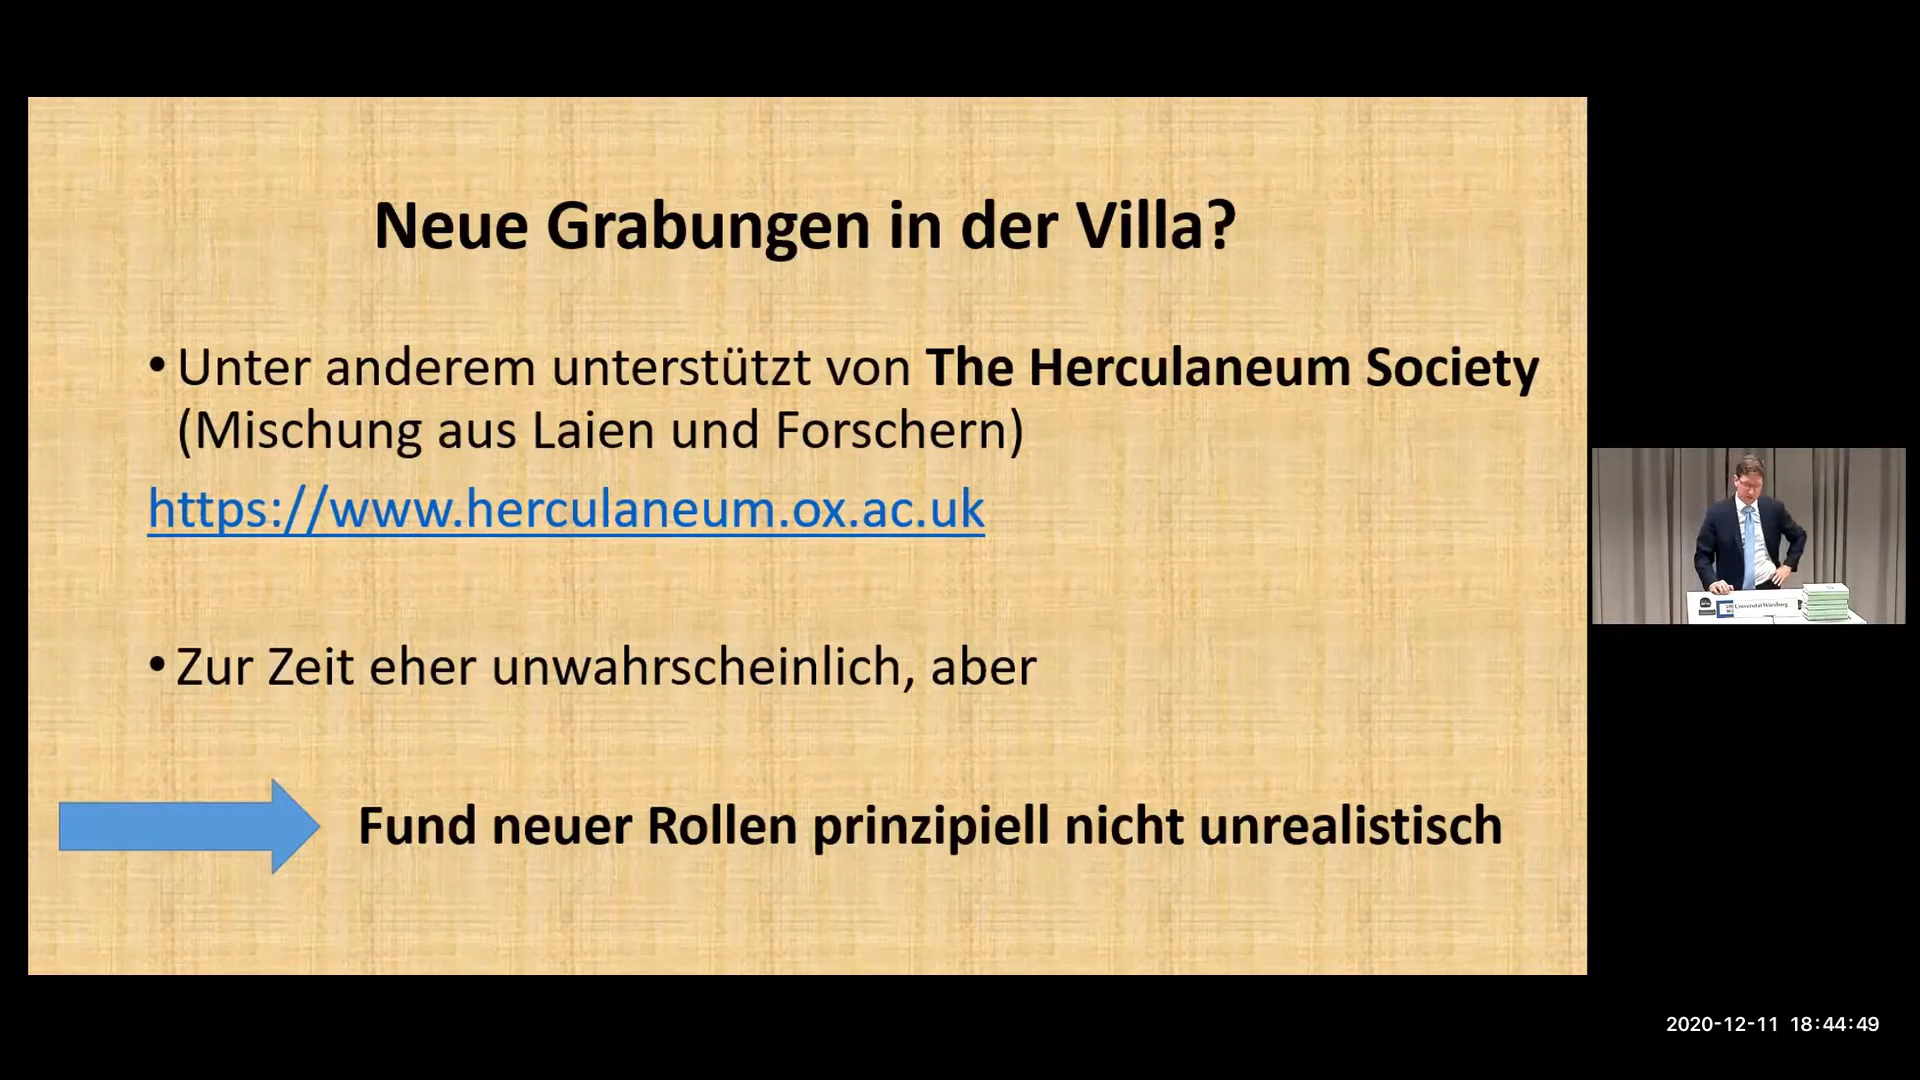 Neue Grabungen in der Villa?
• Unter anderem unterstützt von The Herculaneum Society
(Mischung aus Laien und Forschern)
https://www.herculaneum.ox.ac.uk
• Zur Zeit eher unwahrscheinlich, aber
Fund neuer Rollen prinzipiell nicht unrealistisch
Universität Würzburg
2020-12-11 18:44:49